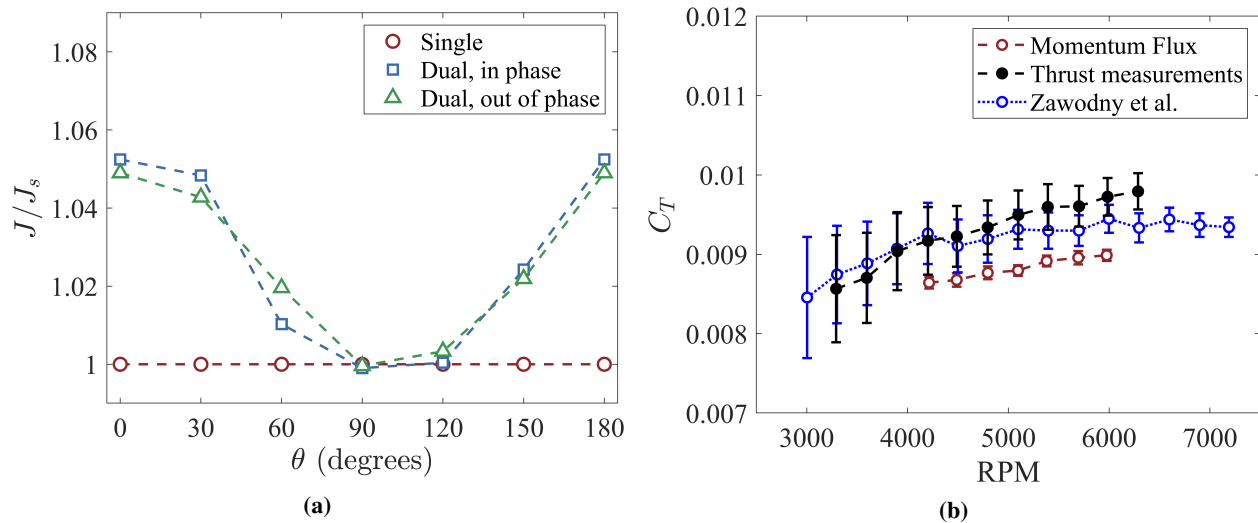 1.08
1.06
1.04
1.02
1
J/J_s
0 30 60 90 120 150 180
θ (degrees)
Single
Dual, in phase
Dual, out of phase
(a)
0.012
0.011
0.01
0.009
0.008
0.007
C_T
3000 4000 5000 6000 7000
RPM
Momentum Flux
Thrust measurements
Zawodny et al.
(b)